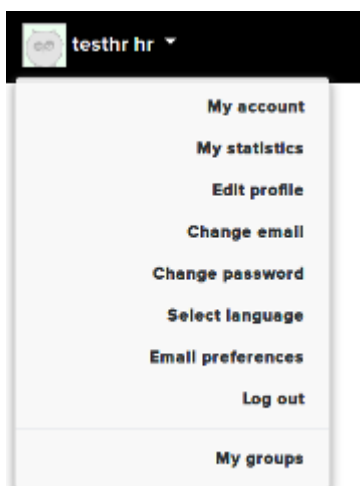 testhr hr
My account
My statistics
Edit profile
Change email
Change password
Select language
Email preferences
Log out
My groups